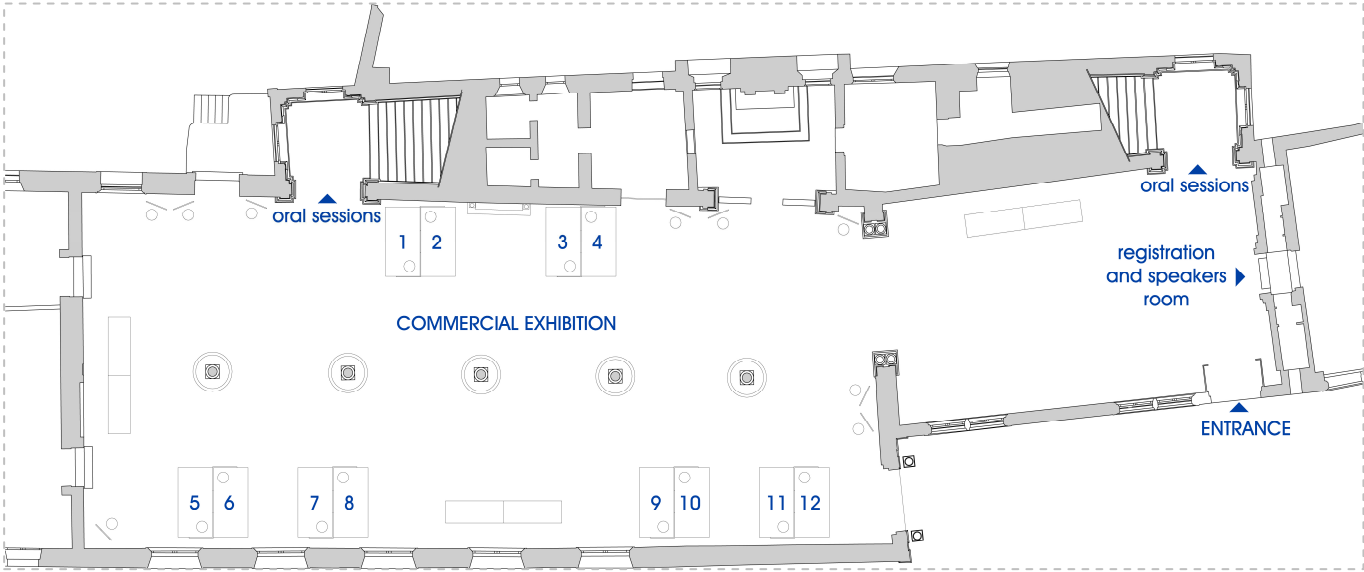 oral sessions
oral sessions
1 2 3 4
registration
and speakers
room
COMMERCIAL EXHIBITION
ENTRANCE
5 6 7 8 9 10 11 12